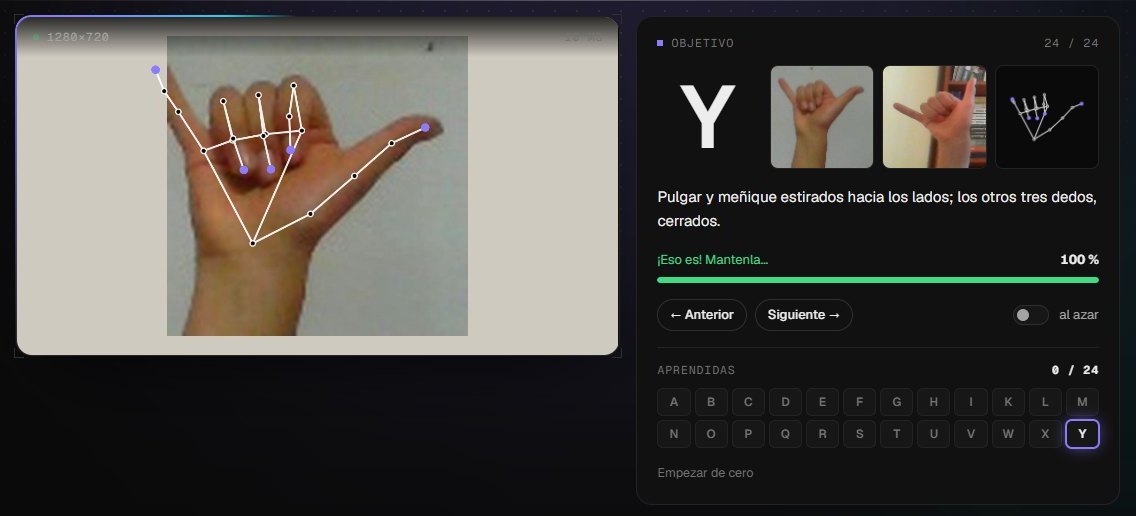 1280×720
OBJETIVO
24 / 24
Y
Pulgar y meñique estirados hacia los lados; los otros tres dedos,
cerrados.
¡Eso es! Mantenla...
100 %
← Anterior
Siguiente →
al azar
APRENDIDAS
0 / 24
A B C D E F G H I K L M
N O P Q R S T U V W X Y
Empezar de cero